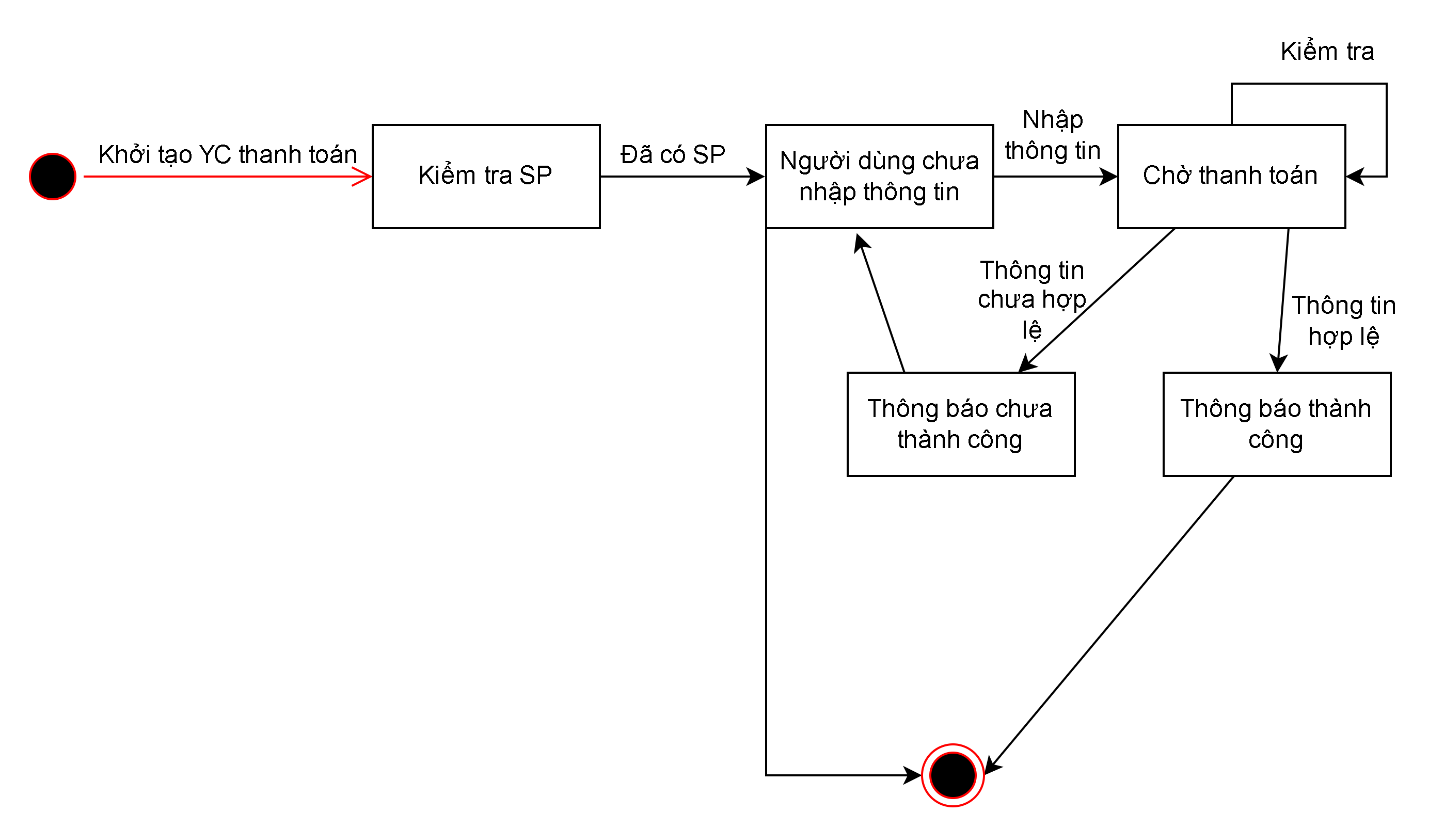 Kiểm tra
Khởi tạo YC thanh toán
Kiểm tra SP
Đã có SP
Người dùng chưa
nhập thông tin
Nhập
thông tin
Chờ thanh toán
Thông tin
chưa hợp
lệ
Thông tin
hợp lệ
Thông báo chưa
thành công
Thông báo thành
công